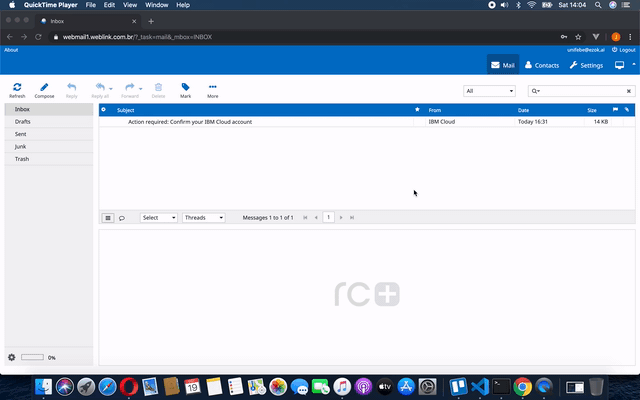 QuickTime Player File Edit View Window Help Sat 14:04
Inbox
webmail1.weblink.com.br/?_task=mail&_mbox=INBOX
About unifebe@ezok.al Logout
Mail Contacts Settings
Refresh Compose Reply Reply all Forward Delete Mark More All
Inbox Subject From Date Size
Drafts Action required: Confirm your IBM Cloud account IBM Cloud Today 16:31 14 KB
Sent
Junk
Trash
Select Threads Messages 1 to 1 of 1 1
rc+
0%
19
tv